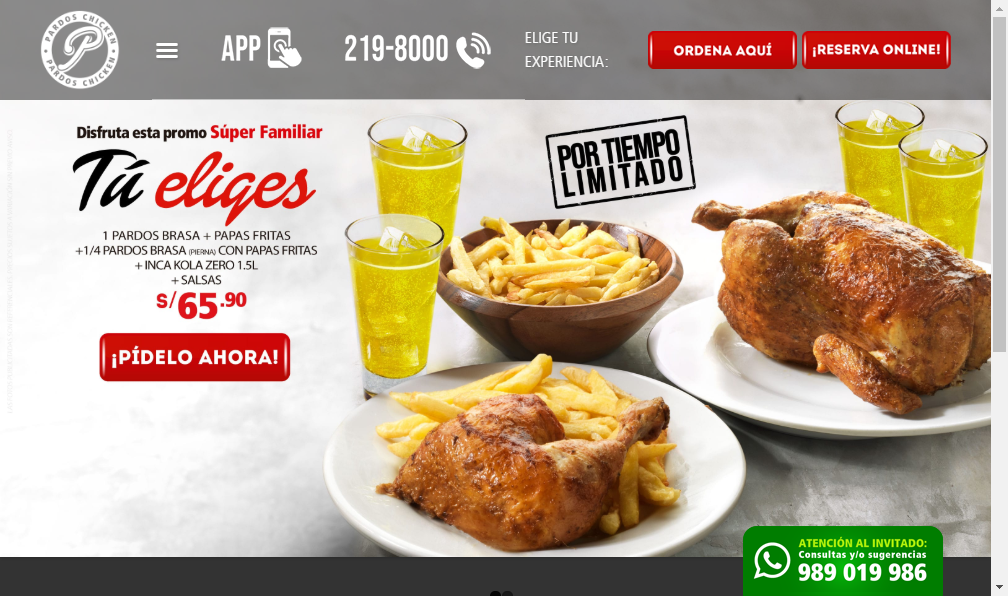 PARDOS CHICKEN
P
PARDOS CHICKEN
APP
219-8000
ELIGE TU
EXPERIENCIA:
ORDENA AQUÍ
¡RESERVA ONLINE!
Disfruta esta promo Súper Familiar
Tú eliges
1 PARDOS BRASA + PAPAS FRITAS
+1/4 PARDOS BRASA (PIERNA) CON PAPAS FRITAS
+ INCA KOLA ZERO 1.5L
+ SALSAS
S/65.90
¡PÍDELO AHORA!
POR TIEMPO
LIMITADO
ATENCIÓN AL INVITADO:
Consultas y/o sugerencias
989 019 986